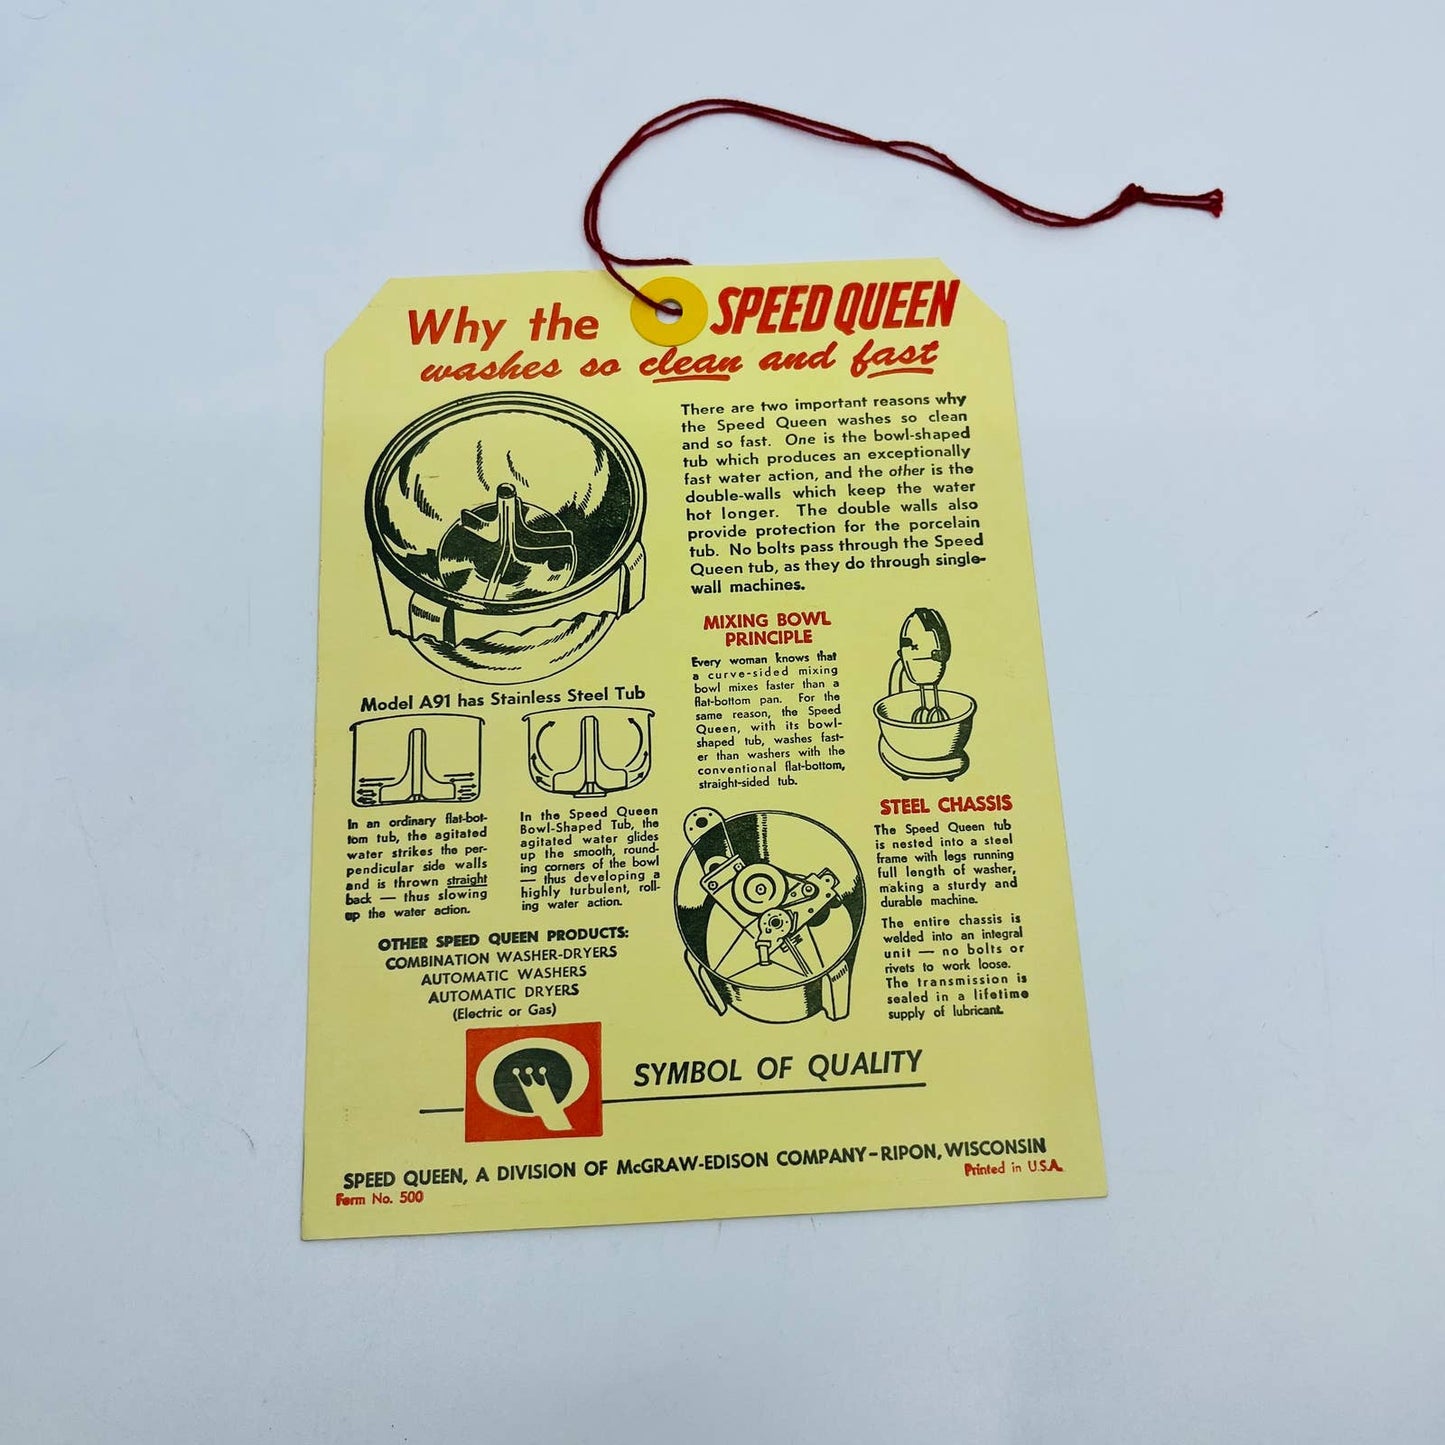 Why the SPEED QUEEN
washes so clean and fast
There are two important reasons why
the Speed Queen washes so clean
and so fast. One is the bowl-shaped
tub which produces an exceptionally
fast water action, and the other is the
double-walls which keep the water
hot longer. The double walls also
provide protection for the porcelain
tub. No bolts pass through the Speed
Queen tub, as they do through single-
wall machines.
Model A91 has Stainless Steel Tub
In an ordinary flat-bot-
tom tub, the agitated
water strikes the per-
pendicular side walls
and is thrown straight
back — thus slowing
up the water action.
In the Speed Queen
Bowl-Shaped Tub, the
agitated water glides
up the smooth, round-
ing corners of the bowl
— thus developing a
highly turbulent, roll-
ing water action.
MIXING BOWL
PRINCIPLE
Every woman knows that
a curve-sided mixing
bowl mixes faster than a
flat-bottom pan. For the
same reason, the Speed
Queen, with its bowl-
shaped tub, washes fast-
er than washers with the
conventional flat-bottom,
straight-sided tub.
STEEL CHASSIS
The Speed Queen tub
is nested into a steel
frame with legs running
full length of washer,
making a sturdy and
durable machine.
The entire chassis is
welded into an integral
unit — no bolts or
rivets to work loose.
The transmission is
sealed in a lifetime
supply of lubricant.
OTHER SPEED QUEEN PRODUCTS:
COMBINATION WASHER-DRYERS
AUTOMATIC WASHERS
AUTOMATIC DRYERS
(Electric or Gas)
Q
SYMBOL OF QUALITY
SPEED QUEEN, A DIVISION OF McGRAW-EDISON COMPANY-RIPON, WISCONSIN
Form No. 500
Printed in U.S.A.